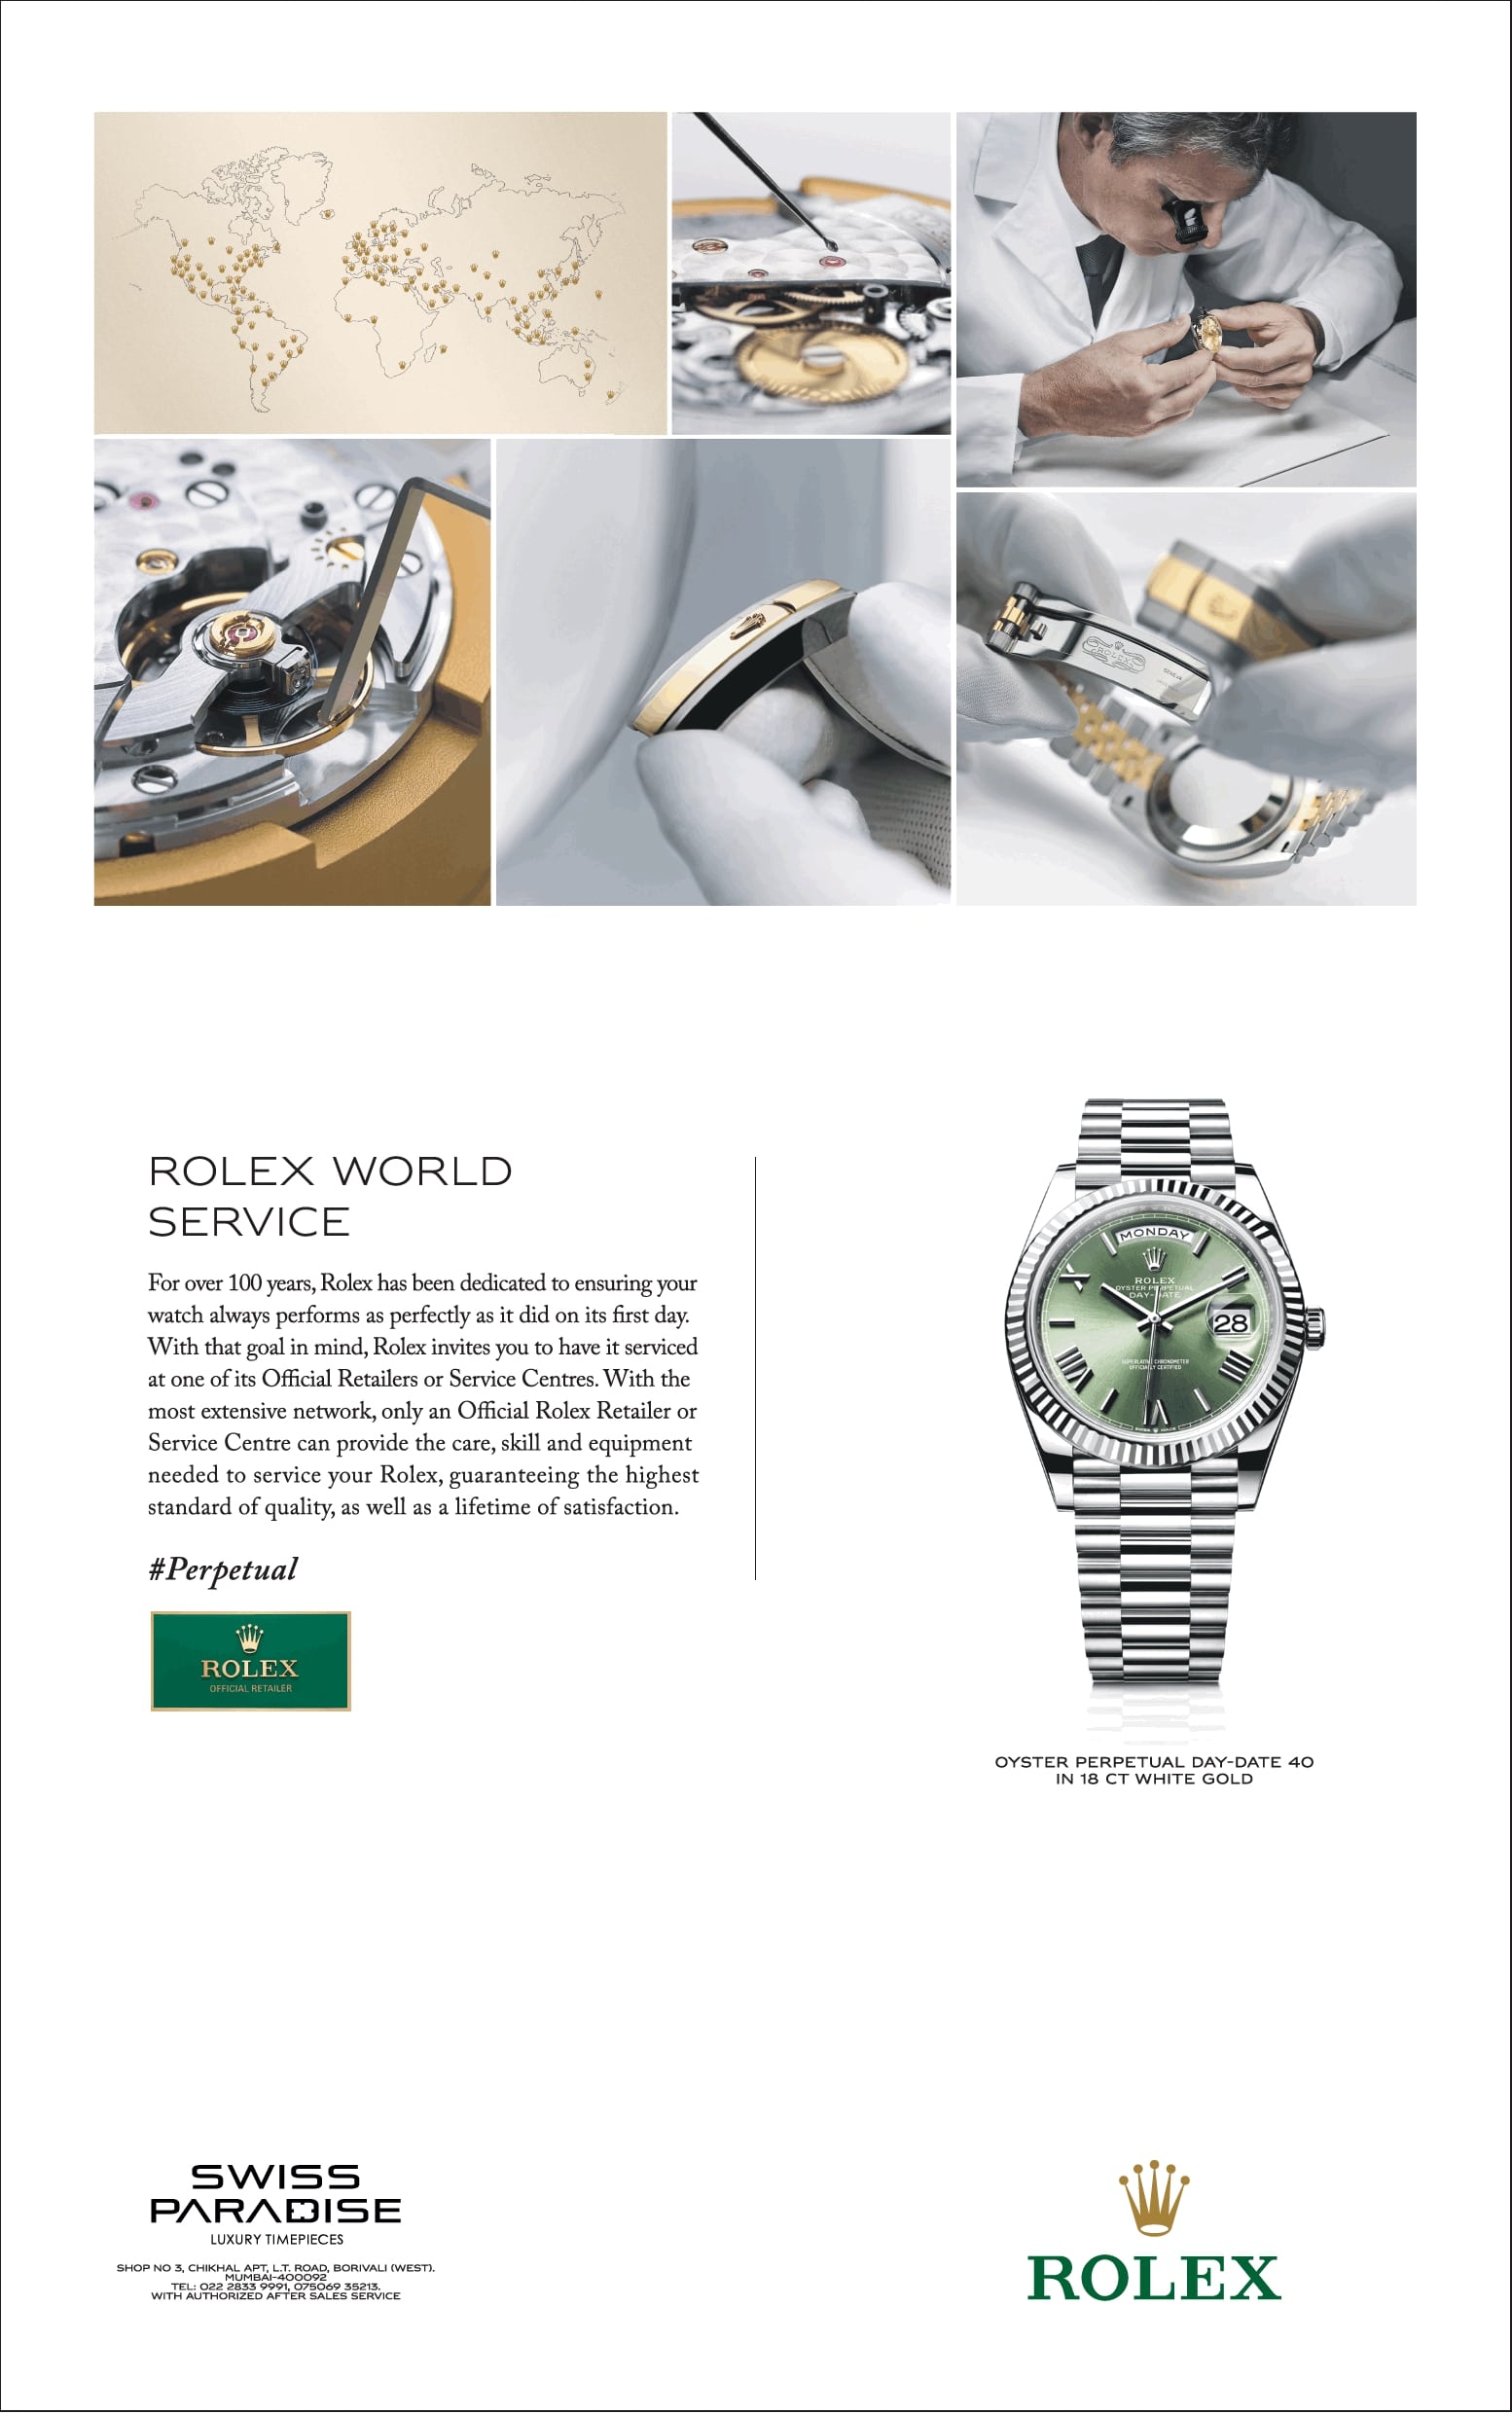 ROLEX
GENEVA
ROLEX WORLD
SERVICE
For over 100 years, Rolex has been dedicated to ensuring your
watch always performs as perfectly as it did on its first day.
With that goal in mind, Rolex invites you to have it serviced
at one of its Official Retailers or Service Centres. With the
most extensive network, only an Official Rolex Retailer or
Service Centre can provide the care, skill and equipment
needed to service your Rolex, guaranteeing the highest
standard of quality, as well as a lifetime of satisfaction.
#Perpetual
ROLEX
OFFICIAL RETAILER
MONDAY
ROLEX
OYSTER PERPETUAL
DAY-DATE
28
SUPERLATIVE CHRONOMETER
OFFICIALLY CERTIFIED
SWISS MADE
OYSTER PERPETUAL DAY-DATE 40
IN 18 CT WHITE GOLD
SWISS
PARADISE
LUXURY TIMEPIECES
SHOP NO 3, CHIKHAL APT, L.T. ROAD, BORIVALI (WEST).
MUMBAI-400092
TEL: 022 2833 9991, 075069 35213.
WITH AUTHORIZED AFTER SALES SERVICE
ROLEX